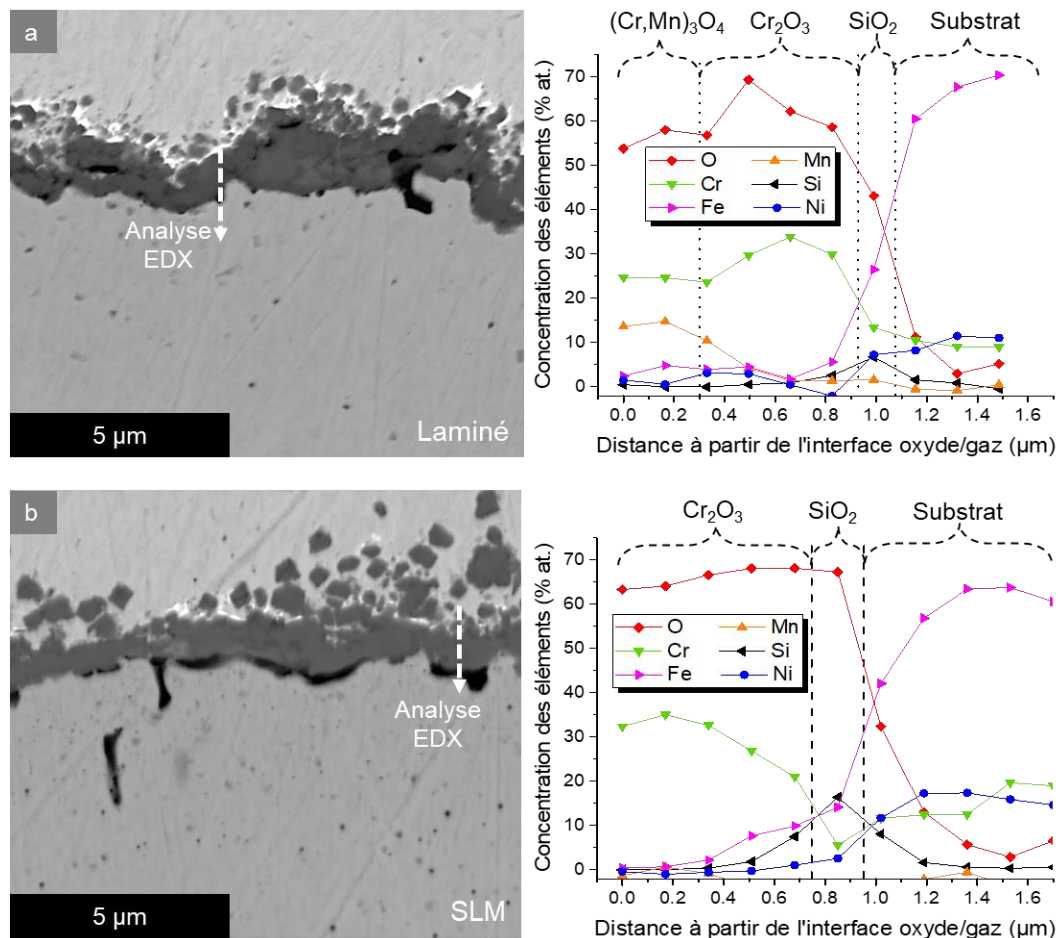 a
Analyse
EDX
5 µm
Laminé
(Cr,Mn)₃O₄
Cr₂O₃
SiO₂
Substrat
Concentration des éléments (% at.)
70
60
50
40
30
20
10
0
O
Mn
Cr
Si
Fe
Ni
0.0 0.2 0.4 0.6 0.8 1.0 1.2 1.4 1.6
Distance à partir de l'interface oxyde/gaz (µm)
b
Analyse
EDX
5 µm
SLM
Cr₂O₃
SiO₂
Substrat
Concentration des éléments (% at.)
70
60
50
40
30
20
10
0
O
Mn
Cr
Si
Fe
Ni
0.0 0.2 0.4 0.6 0.8 1.0 1.2 1.4 1.6
Distance à partir de l'interface oxyde/gaz (µm)